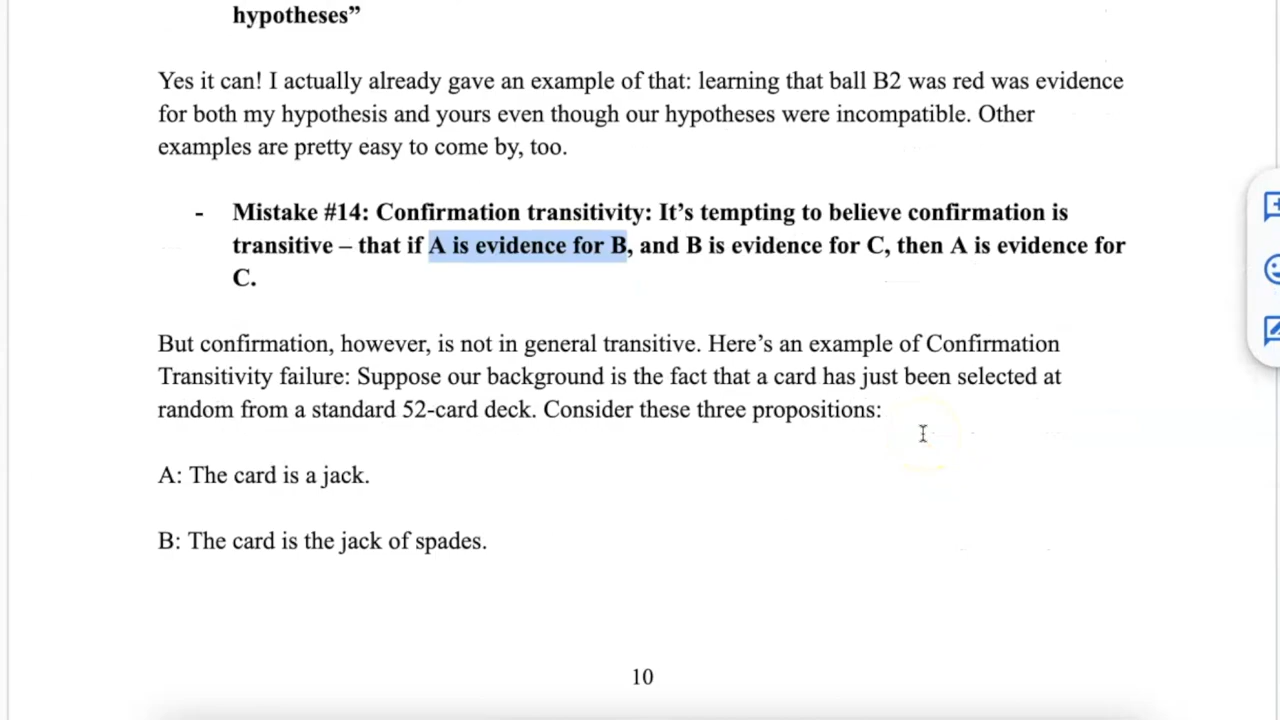 hypotheses”
Yes it can! I actually already gave an example of that: learning that ball B2 was red was evidence
for both my hypothesis and yours even though our hypotheses were incompatible. Other
examples are pretty easy to come by, too.
- Mistake #14: Confirmation transitivity: It’s tempting to believe confirmation is
transitive – that if A is evidence for B, and B is evidence for C, then A is evidence for
C.
But confirmation, however, is not in general transitive. Here’s an example of Confirmation
Transitivity failure: Suppose our background is the fact that a card has just been selected at
random from a standard 52-card deck. Consider these three propositions:
A: The card is a jack.
B: The card is the jack of spades.
10